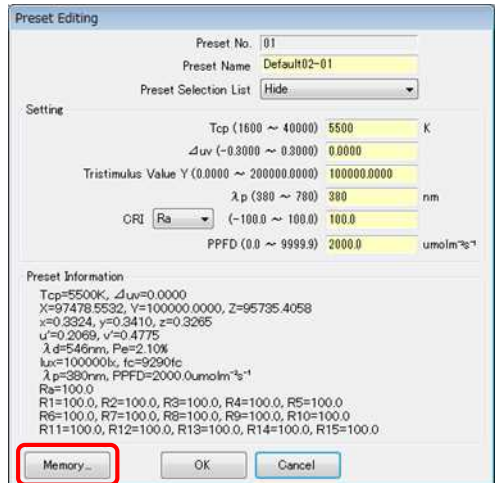 Preset Editing
Preset No. 01
Preset Name Default02-01
Preset Selection List Hide
Setting
Tcp (1600 ~ 40000) 5500 K
⊿uv (-0.3000 ~ 0.3000) 0.0000
Tristimulus Value Y (0.0000 ~ 200000.0000) 100000.0000
λp (380 ~ 780) 380 nm
CRI Ra (-100.0 ~ 100.0) 100.0
PPFD (0.0 ~ 9999.9) 2000.0 umolm⁻²s⁻¹
Preset Information
Tcp=5500K, ⊿uv=0.0000
X=97478.5532, Y=100000.0000, Z=95735.4058
x=0.3324, y=0.3410, z=0.3265
u'=0.2069, v'=0.4775
λd=546nm, Pe=2.10%
lux=100000lx, fc=9290fc
λp=380nm, PPFD=2000.0umolm⁻²s⁻¹
Ra=100.0
R1=100.0, R2=100.0, R3=100.0, R4=100.0, R5=100.0
R6=100.0, R7=100.0, R8=100.0, R9=100.0, R10=100.0
R11=100.0, R12=100.0, R13=100.0, R14=100.0, R15=100.0
Memory... OK Cancel